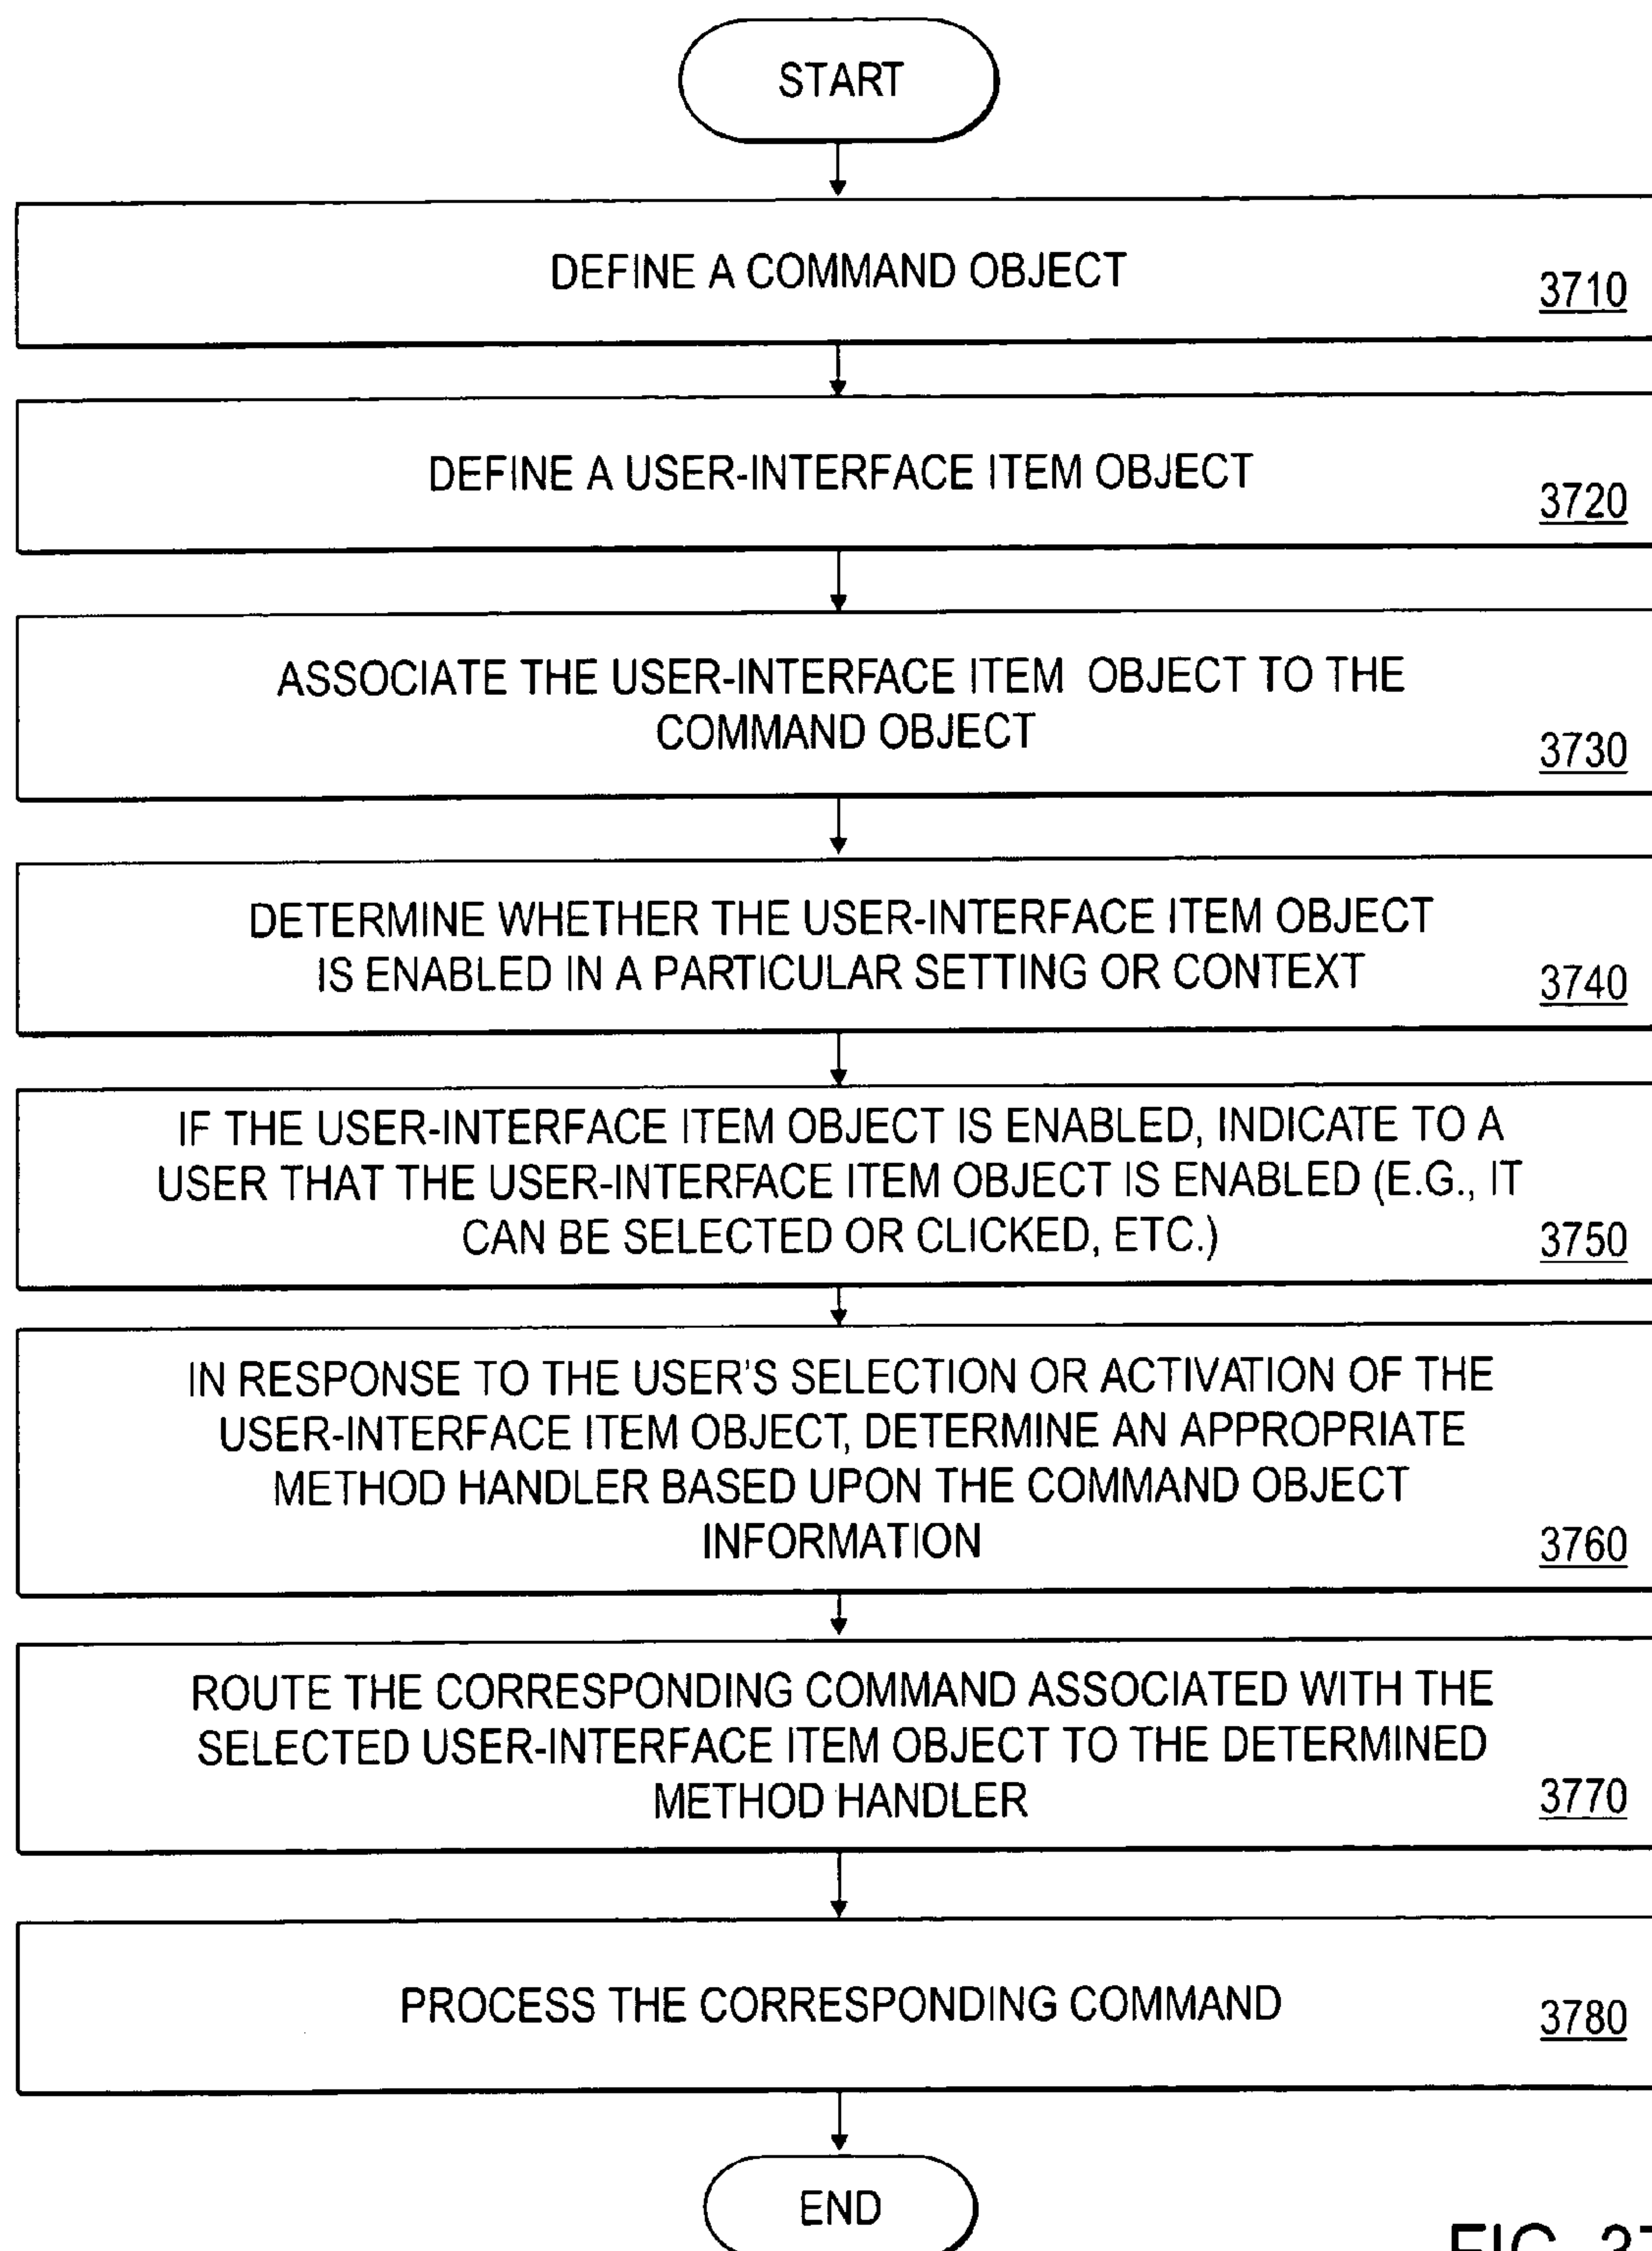 START
DEFINE A COMMAND OBJECT
3710
DEFINE A USER-INTERFACE ITEM OBJECT
3720
ASSOCIATE THE USER-INTERFACE ITEM OBJECT TO THE
COMMAND OBJECT
3730
DETERMINE WHETHER THE USER-INTERFACE ITEM OBJECT
IS ENABLED IN A PARTICULAR SETTING OR CONTEXT
3740
IF THE USER-INTERFACE ITEM OBJECT IS ENABLED, INDICATE TO A
USER THAT THE USER-INTERFACE ITEM OBJECT IS ENABLED (E.G., IT
CAN BE SELECTED OR CLICKED, ETC.)
3750
IN RESPONSE TO THE USER'S SELECTION OR ACTIVATION OF THE
USER-INTERFACE ITEM OBJECT, DETERMINE AN APPROPRIATE
METHOD HANDLER BASED UPON THE COMMAND OBJECT
INFORMATION
3760
ROUTE THE CORRESPONDING COMMAND ASSOCIATED WITH THE
SELECTED USER-INTERFACE ITEM OBJECT TO THE DETERMINED
METHOD HANDLER
3770
PROCESS THE CORRESPONDING COMMAND
3780
END
FIG. 37